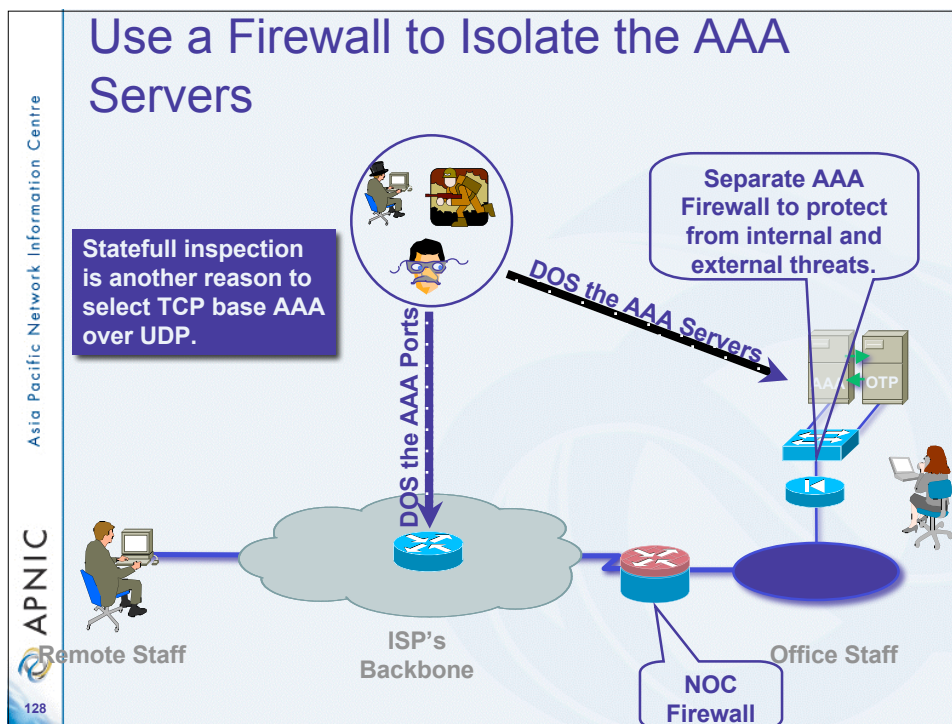 Use a Firewall to Isolate the AAA
Servers
Asia Pacific Network Information Centre
Statefull inspection
is another reason to
select TCP base AAA
over UDP.
Separate AAA
Firewall to protect
from internal and
external threats.
DOS the AAA Servers
DOS the AAA Ports
AAA
OTP
APNIC
Remote Staff
ISP's
Backbone
Office Staff
NOC
Firewall
128